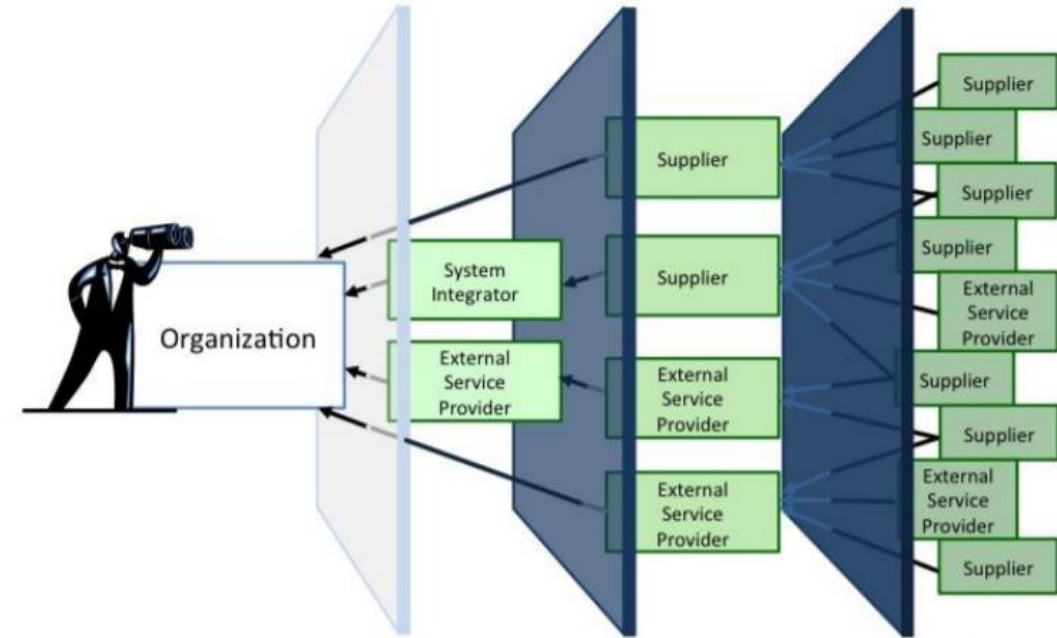 Organization
System
Integrator
External
Service
Provider
Supplier
Supplier
External
Service
Provider
External
Service
Provider
Supplier
Supplier
Supplier
Supplier
External
Service
Provider
Supplier
Supplier
External
Service
Provider
Supplier